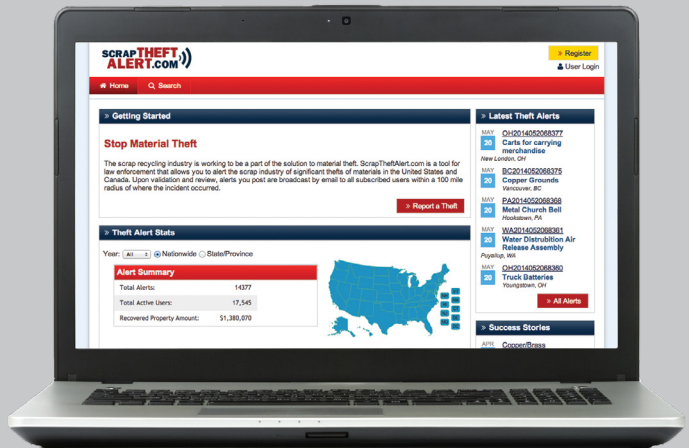 SCRAPTHEFT
ALERT.COM
» Register
User Login
Home
Search
» Getting Started
Stop Material Theft
The scrap recycling industry is working to be a part of the solution to material theft. ScrapTheftAlert.com is a tool for
law enforcement that allows you to alert the scrap industry of significant thefts of materials in the United States and
Canada. Upon validation and review, alerts you post are broadcast by email to all subscribed users within a 100 mile
radius of where the incident occurred.
» Report a Theft
» Theft Alert Stats
Year: All Nationwide State/Province
Alert Summary
Total Alerts: 14377
Total Active Users: 17,545
Recovered Property Amount: $1,380,070
» Latest Theft Alerts
MAY
20
OH2014052068377
Carts for carrying
merchandise
New London, OH
MAY
20
BC2014052068375
Copper Grounds
Vancouver, BC
MAY
20
PA2014052068368
Metal Church Bell
Hookstown, PA
MAY
20
WA2014052068361
Water Distrubition Air
Release Assembly
Puyallup, WA
MAY
20
OH2014052068360
Truck Batteries
Youngstown, OH
» All Alerts
» Success Stories
APR
Copper/Brass